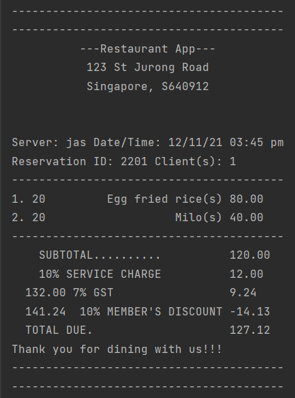 ----------------------------------------
----------------------------------------
---Restaurant App---
123 St Jurong Road
Singapore, S640912
Server: jas Date/Time: 12/11/21 03:45 pm
Reservation ID: 2201 Client(s): 1
----------------------------------------
1. 20 Egg fried rice(s) 80.00
2. 20 Milo(s) 40.00
----------------------------------------
SUBTOTAL.......... 120.00
10% SERVICE CHARGE 12.00
132.00 7% GST 9.24
141.24 10% MEMBER'S DISCOUNT -14.13
TOTAL DUE. 127.12
Thank you for dining with us!!!
----------------------------------------
----------------------------------------